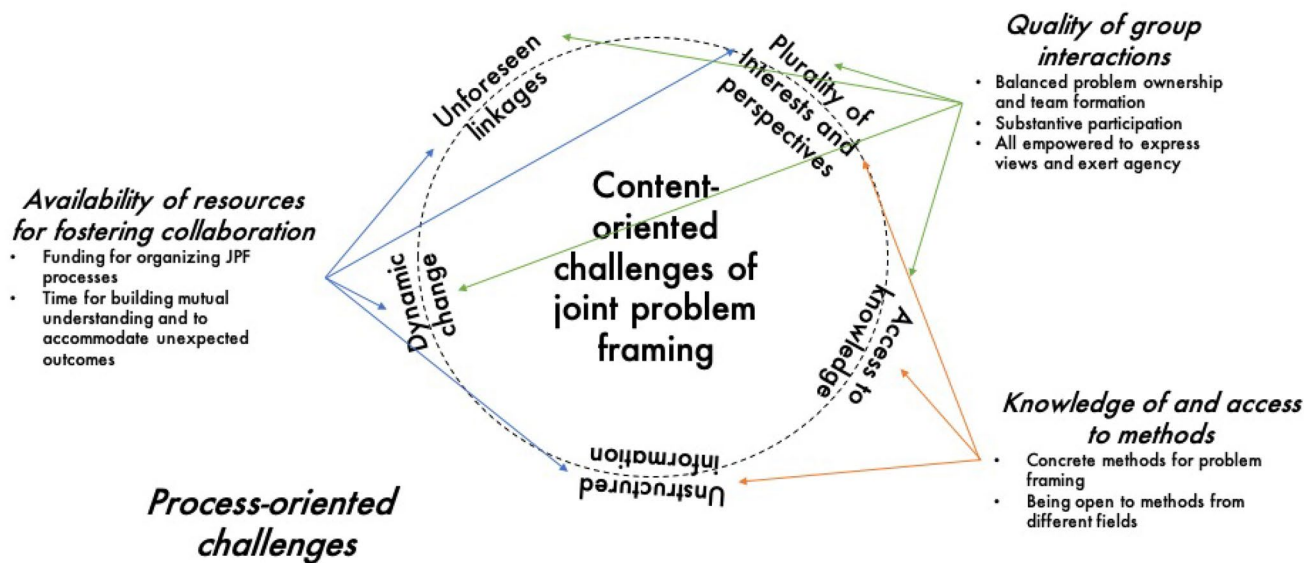 Unforeseen
linkages
Plurality of
Interests and
perspectives
Quality of group
interactions
• Balanced problem ownership
and team formation
• Substantive participation
• All empowered to express
views and exert agency
Availability of resources
for fostering collaboration
• Funding for organizing JPF
processes
• Time for building mutual
understanding and to
accommodate unexpected
outcomes
Dynamic
change
Content-
oriented
challenges of
joint problem
framing
Access to
knowledge
Unstructured
information
Knowledge of and access
to methods
• Concrete methods for problem
framing
• Being open to methods from
different fields
Process-oriented
challenges